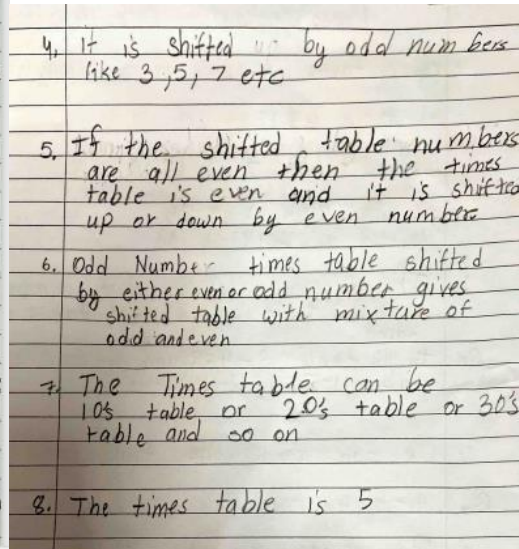 4. it is shifted by odd numbers
like 3, 5, 7 etc
5. If the shifted table numbers
are all even then the times
table is even and it is shifted
up or down by even number
6. Odd Number times table shifted
by either even or odd number gives
shifted table with mixture of
odd and even
7. The Times table can be
10s table or 20's table or 30's
table and so on
8. The times table is 5